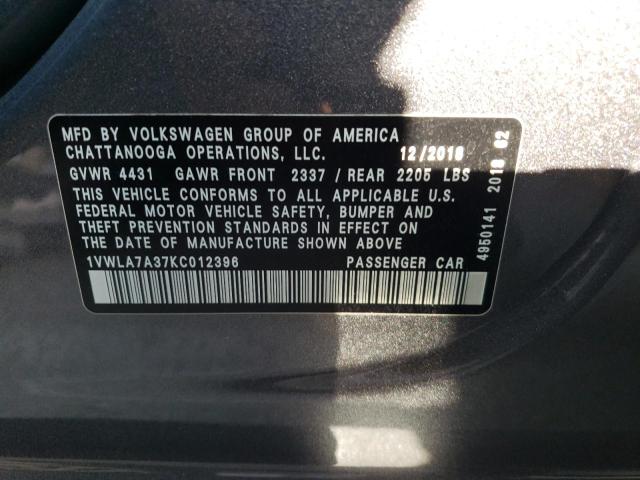 MFD BY VOLKSWAGEN GROUP OF AMERICA
CHATTANOOGA OPERATIONS, LLC. 12/2018
GVWR 4431 GAWR FRONT 2337 / REAR 2205 LBS
THIS VEHICLE CONFORMS TO ALL APPLICABLE U.S.
FEDERAL MOTOR VEHICLE SAFETY, BUMPER AND
THEFT PREVENTION STANDARDS IN EFFECT ON
THE DATE OF MANUFACTURE SHOWN ABOVE
1VWLA7A37KC012396 PASSENGER CAR
4950141 2018 62